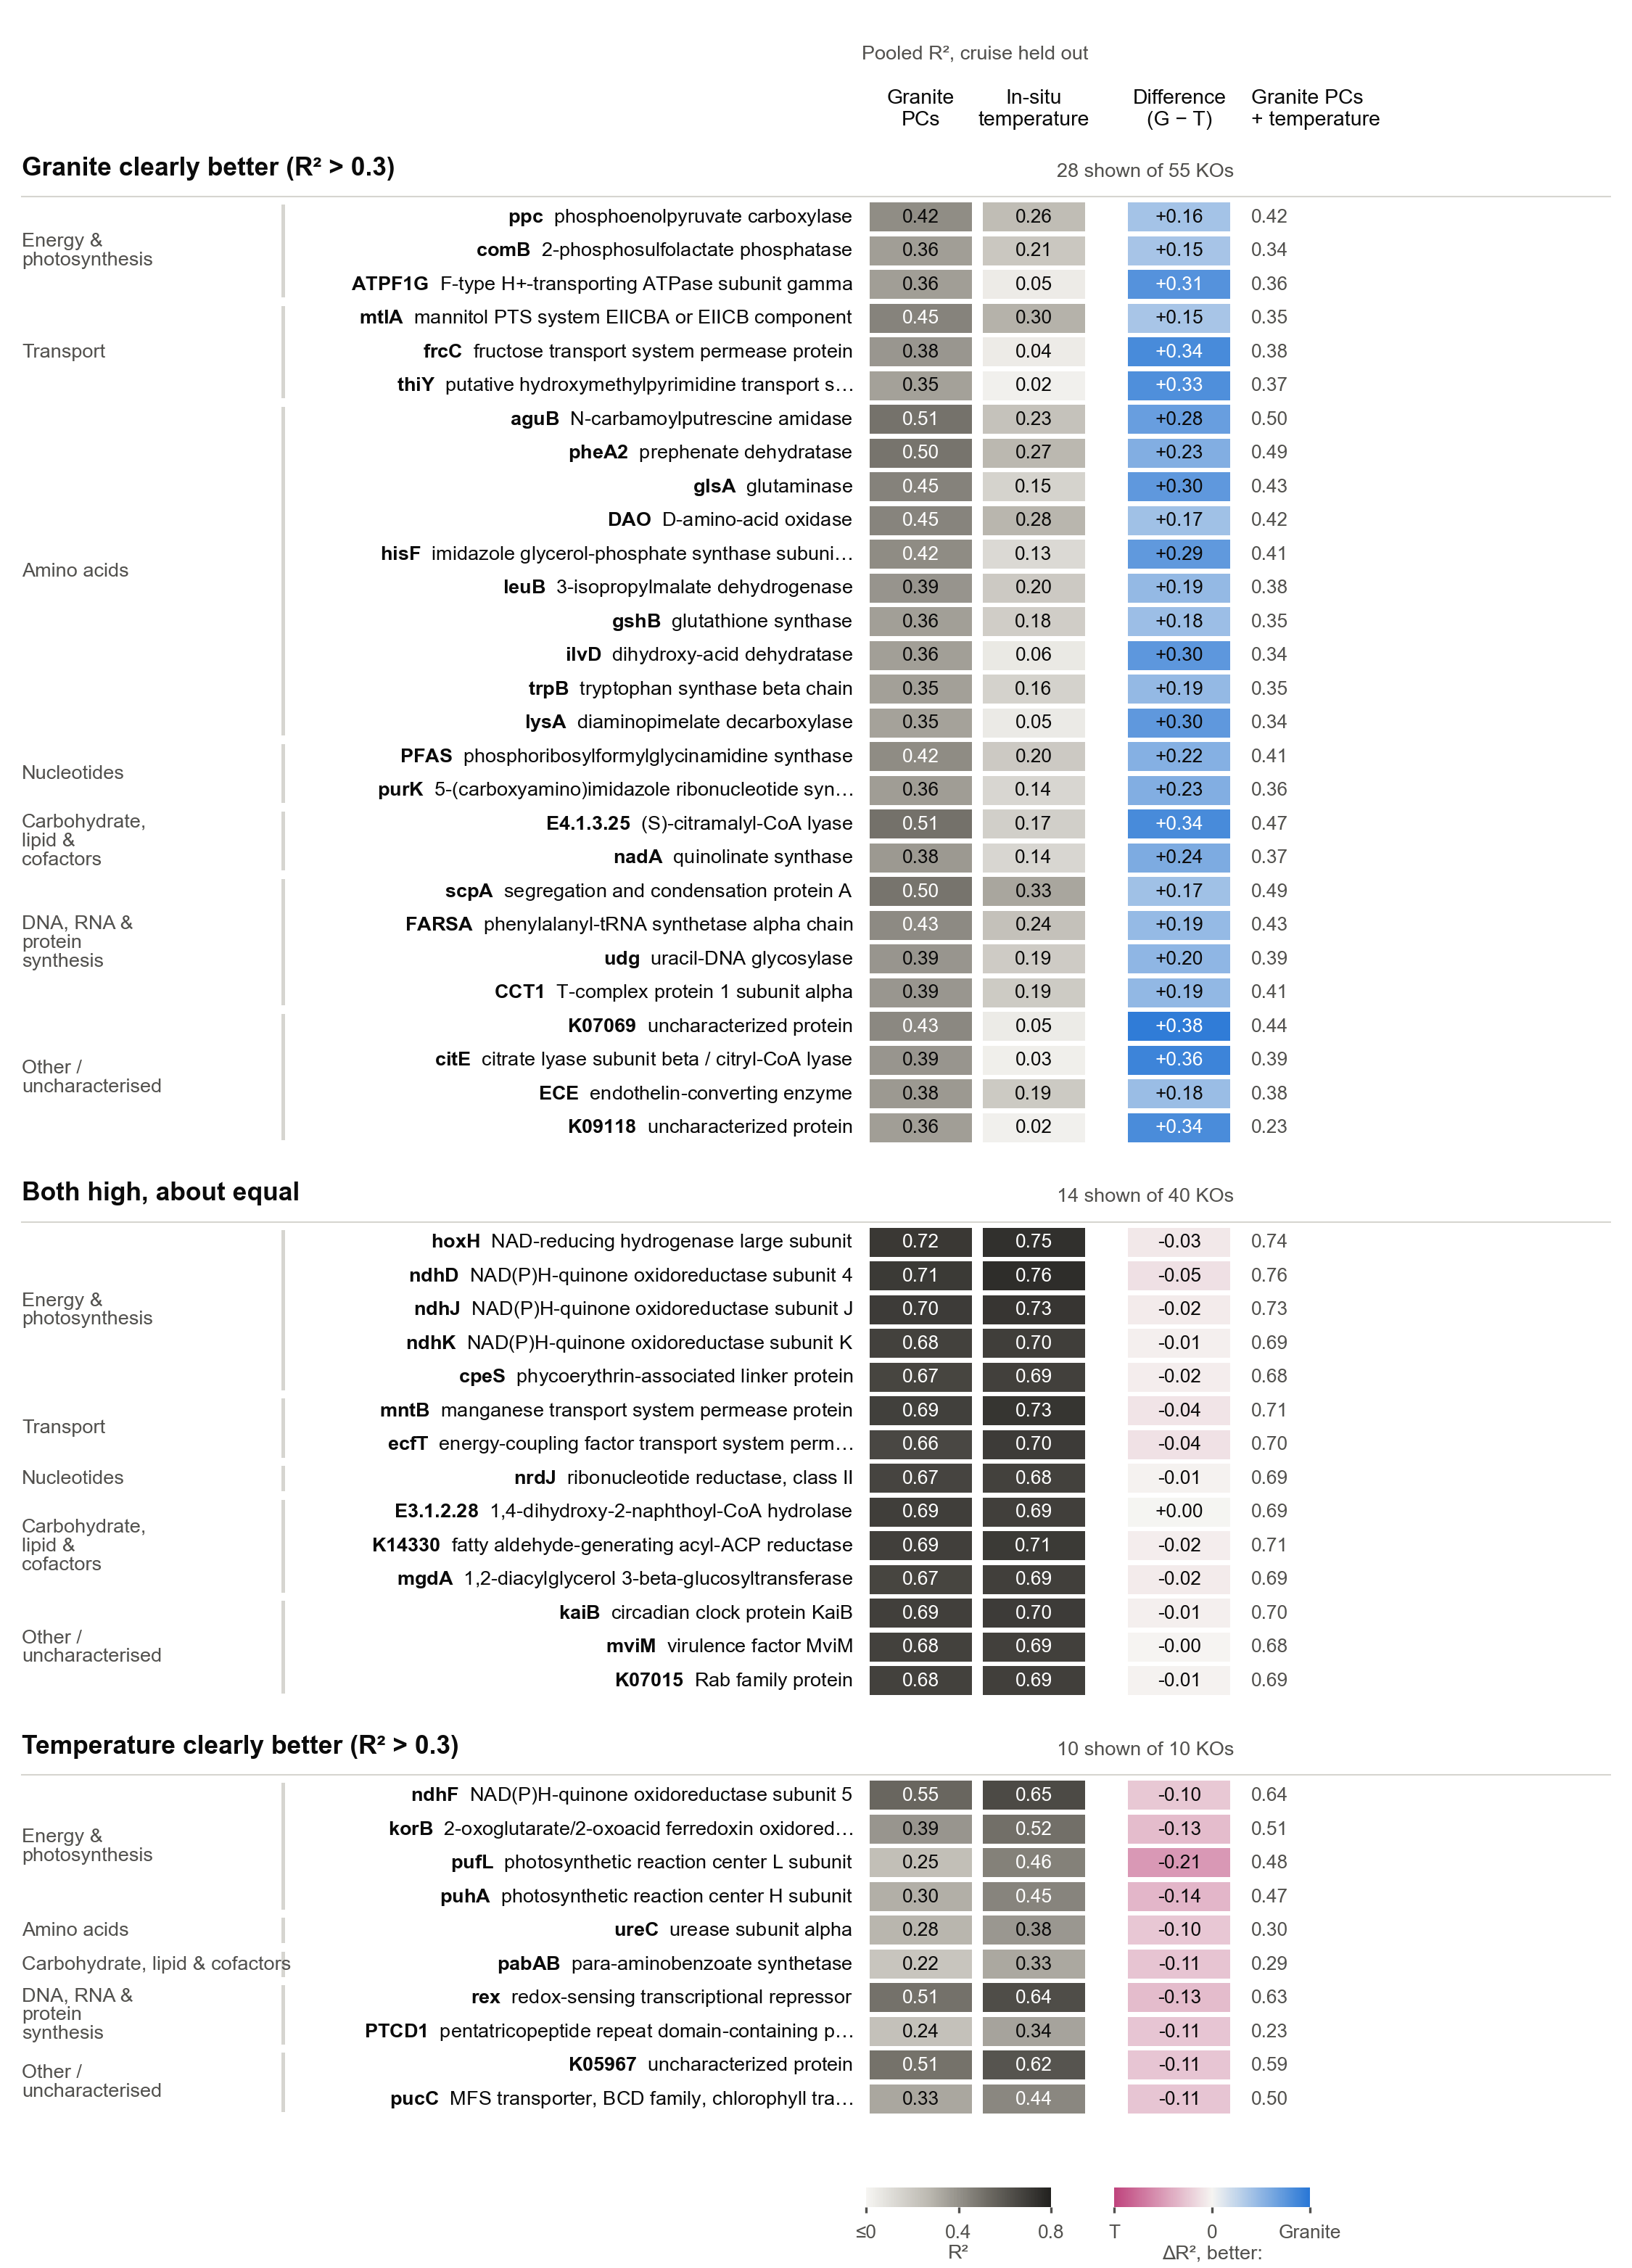 Pooled R², cruise held out
Granite PCs
In-situ temperature
Difference (G − T)
Granite PCs + temperature
Granite clearly better (R² > 0.3)
28 shown of 55 KOs
Energy & photosynthesis
ppc phosphoenolpyruvate carboxylase 0.42 0.26 +0.16 0.42
comB 2-phosphosulfolactate phosphatase 0.36 0.21 +0.15 0.34
ATPF1G F-type H+-transporting ATPase subunit gamma 0.36 0.05 +0.31 0.36
Transport
mtlA mannitol PTS system EIICBA or EIICB component 0.45 0.30 +0.15 0.35
frcC fructose transport system permease protein 0.38 0.04 +0.34 0.38
thiY putative hydroxymethylpyrimidine transport s… 0.35 0.02 +0.33 0.37
Amino acids
aguB N-carbamoylputrescine amidase 0.51 0.23 +0.28 0.50
pheA2 prephenate dehydratase 0.50 0.27 +0.23 0.49
glsA glutaminase 0.45 0.15 +0.30 0.43
DAO D-amino-acid oxidase 0.45 0.28 +0.17 0.42
hisF imidazole glycerol-phosphate synthase subuni… 0.42 0.13 +0.29 0.41
leuB 3-isopropylmalate dehydrogenase 0.39 0.20 +0.19 0.38
gshB glutathione synthase 0.36 0.18 +0.18 0.35
ilvD dihydroxy-acid dehydratase 0.36 0.06 +0.30 0.34
trpB tryptophan synthase beta chain 0.35 0.16 +0.19 0.35
lysA diaminopimelate decarboxylase 0.35 0.05 +0.30 0.34
Nucleotides
PFAS phosphoribosylformylglycinamidine synthase 0.42 0.20 +0.22 0.41
purK 5-(carboxyamino)imidazole ribonucleotide syn… 0.36 0.14 +0.23 0.36
Carbohydrate, lipid & cofactors
E4.1.3.25 (S)-citramalyl-CoA lyase 0.51 0.17 +0.34 0.47
nadA quinolinate synthase 0.38 0.14 +0.24 0.37
DNA, RNA & protein synthesis
scpA segregation and condensation protein A 0.50 0.33 +0.17 0.49
FARSA phenylalanyl-tRNA synthetase alpha chain 0.43 0.24 +0.19 0.43
udg uracil-DNA glycosylase 0.39 0.19 +0.20 0.39
CCT1 T-complex protein 1 subunit alpha 0.39 0.19 +0.19 0.41
Other / uncharacterised
K07069 uncharacterized protein 0.43 0.05 +0.38 0.44
citE citrate lyase subunit beta / citryl-CoA lyase 0.39 0.03 +0.36 0.39
ECE endothelin-converting enzyme 0.38 0.19 +0.18 0.38
K09118 uncharacterized protein 0.36 0.02 +0.34 0.23
Both high, about equal
14 shown of 40 KOs
Energy & photosynthesis
hoxH NAD-reducing hydrogenase large subunit 0.72 0.75 -0.03 0.74
ndhD NAD(P)H-quinone oxidoreductase subunit 4 0.71 0.76 -0.05 0.76
ndhJ NAD(P)H-quinone oxidoreductase subunit J 0.70 0.73 -0.02 0.73
ndhK NAD(P)H-quinone oxidoreductase subunit K 0.68 0.70 -0.01 0.69
cpeS phycoerythrin-associated linker protein 0.67 0.69 -0.02 0.68
Transport
mntB manganese transport system permease protein 0.69 0.73 -0.04 0.71
ecfT energy-coupling factor transport system perm… 0.66 0.70 -0.04 0.70
Nucleotides
nrdJ ribonucleotide reductase, class II 0.67 0.68 -0.01 0.69
Carbohydrate, lipid & cofactors
E3.1.2.28 1,4-dihydroxy-2-naphthoyl-CoA hydrolase 0.69 0.69 +0.00 0.69
K14330 fatty aldehyde-generating acyl-ACP reductase 0.69 0.71 -0.02 0.71
mgdA 1,2-diacylglycerol 3-beta-glucosyltransferase 0.67 0.69 -0.02 0.69
Other / uncharacterised
kaiB circadian clock protein KaiB 0.69 0.70 -0.01 0.70
mviM virulence factor MviM 0.68 0.69 -0.00 0.68
K07015 Rab family protein 0.68 0.69 -0.01 0.69
Temperature clearly better (R² > 0.3)
10 shown of 10 KOs
Energy & photosynthesis
ndhF NAD(P)H-quinone oxidoreductase subunit 5 0.55 0.65 -0.10 0.64
korB 2-oxoglutarate/2-oxoacid ferredoxin oxidored… 0.39 0.52 -0.13 0.51
pufL photosynthetic reaction center L subunit 0.25 0.46 -0.21 0.48
puhA photosynthetic reaction center H subunit 0.30 0.45 -0.14 0.47
Amino acids
ureC urease subunit alpha 0.28 0.38 -0.10 0.30
Carbohydrate, lipid & cofactors
pabAB para-aminobenzoate synthetase 0.22 0.33 -0.11 0.29
DNA, RNA & protein synthesis
rex redox-sensing transcriptional repressor 0.51 0.64 -0.13 0.63
PTCD1 pentatricopeptide repeat domain-containing p… 0.24 0.34 -0.11 0.23
Other / uncharacterised
K05967 uncharacterized protein 0.51 0.62 -0.11 0.59
pucC MFS transporter, BCD family, chlorophyll tra… 0.33 0.44 -0.11 0.50
≤0 0.4 0.8
R²
T 0 Granite
ΔR², better: